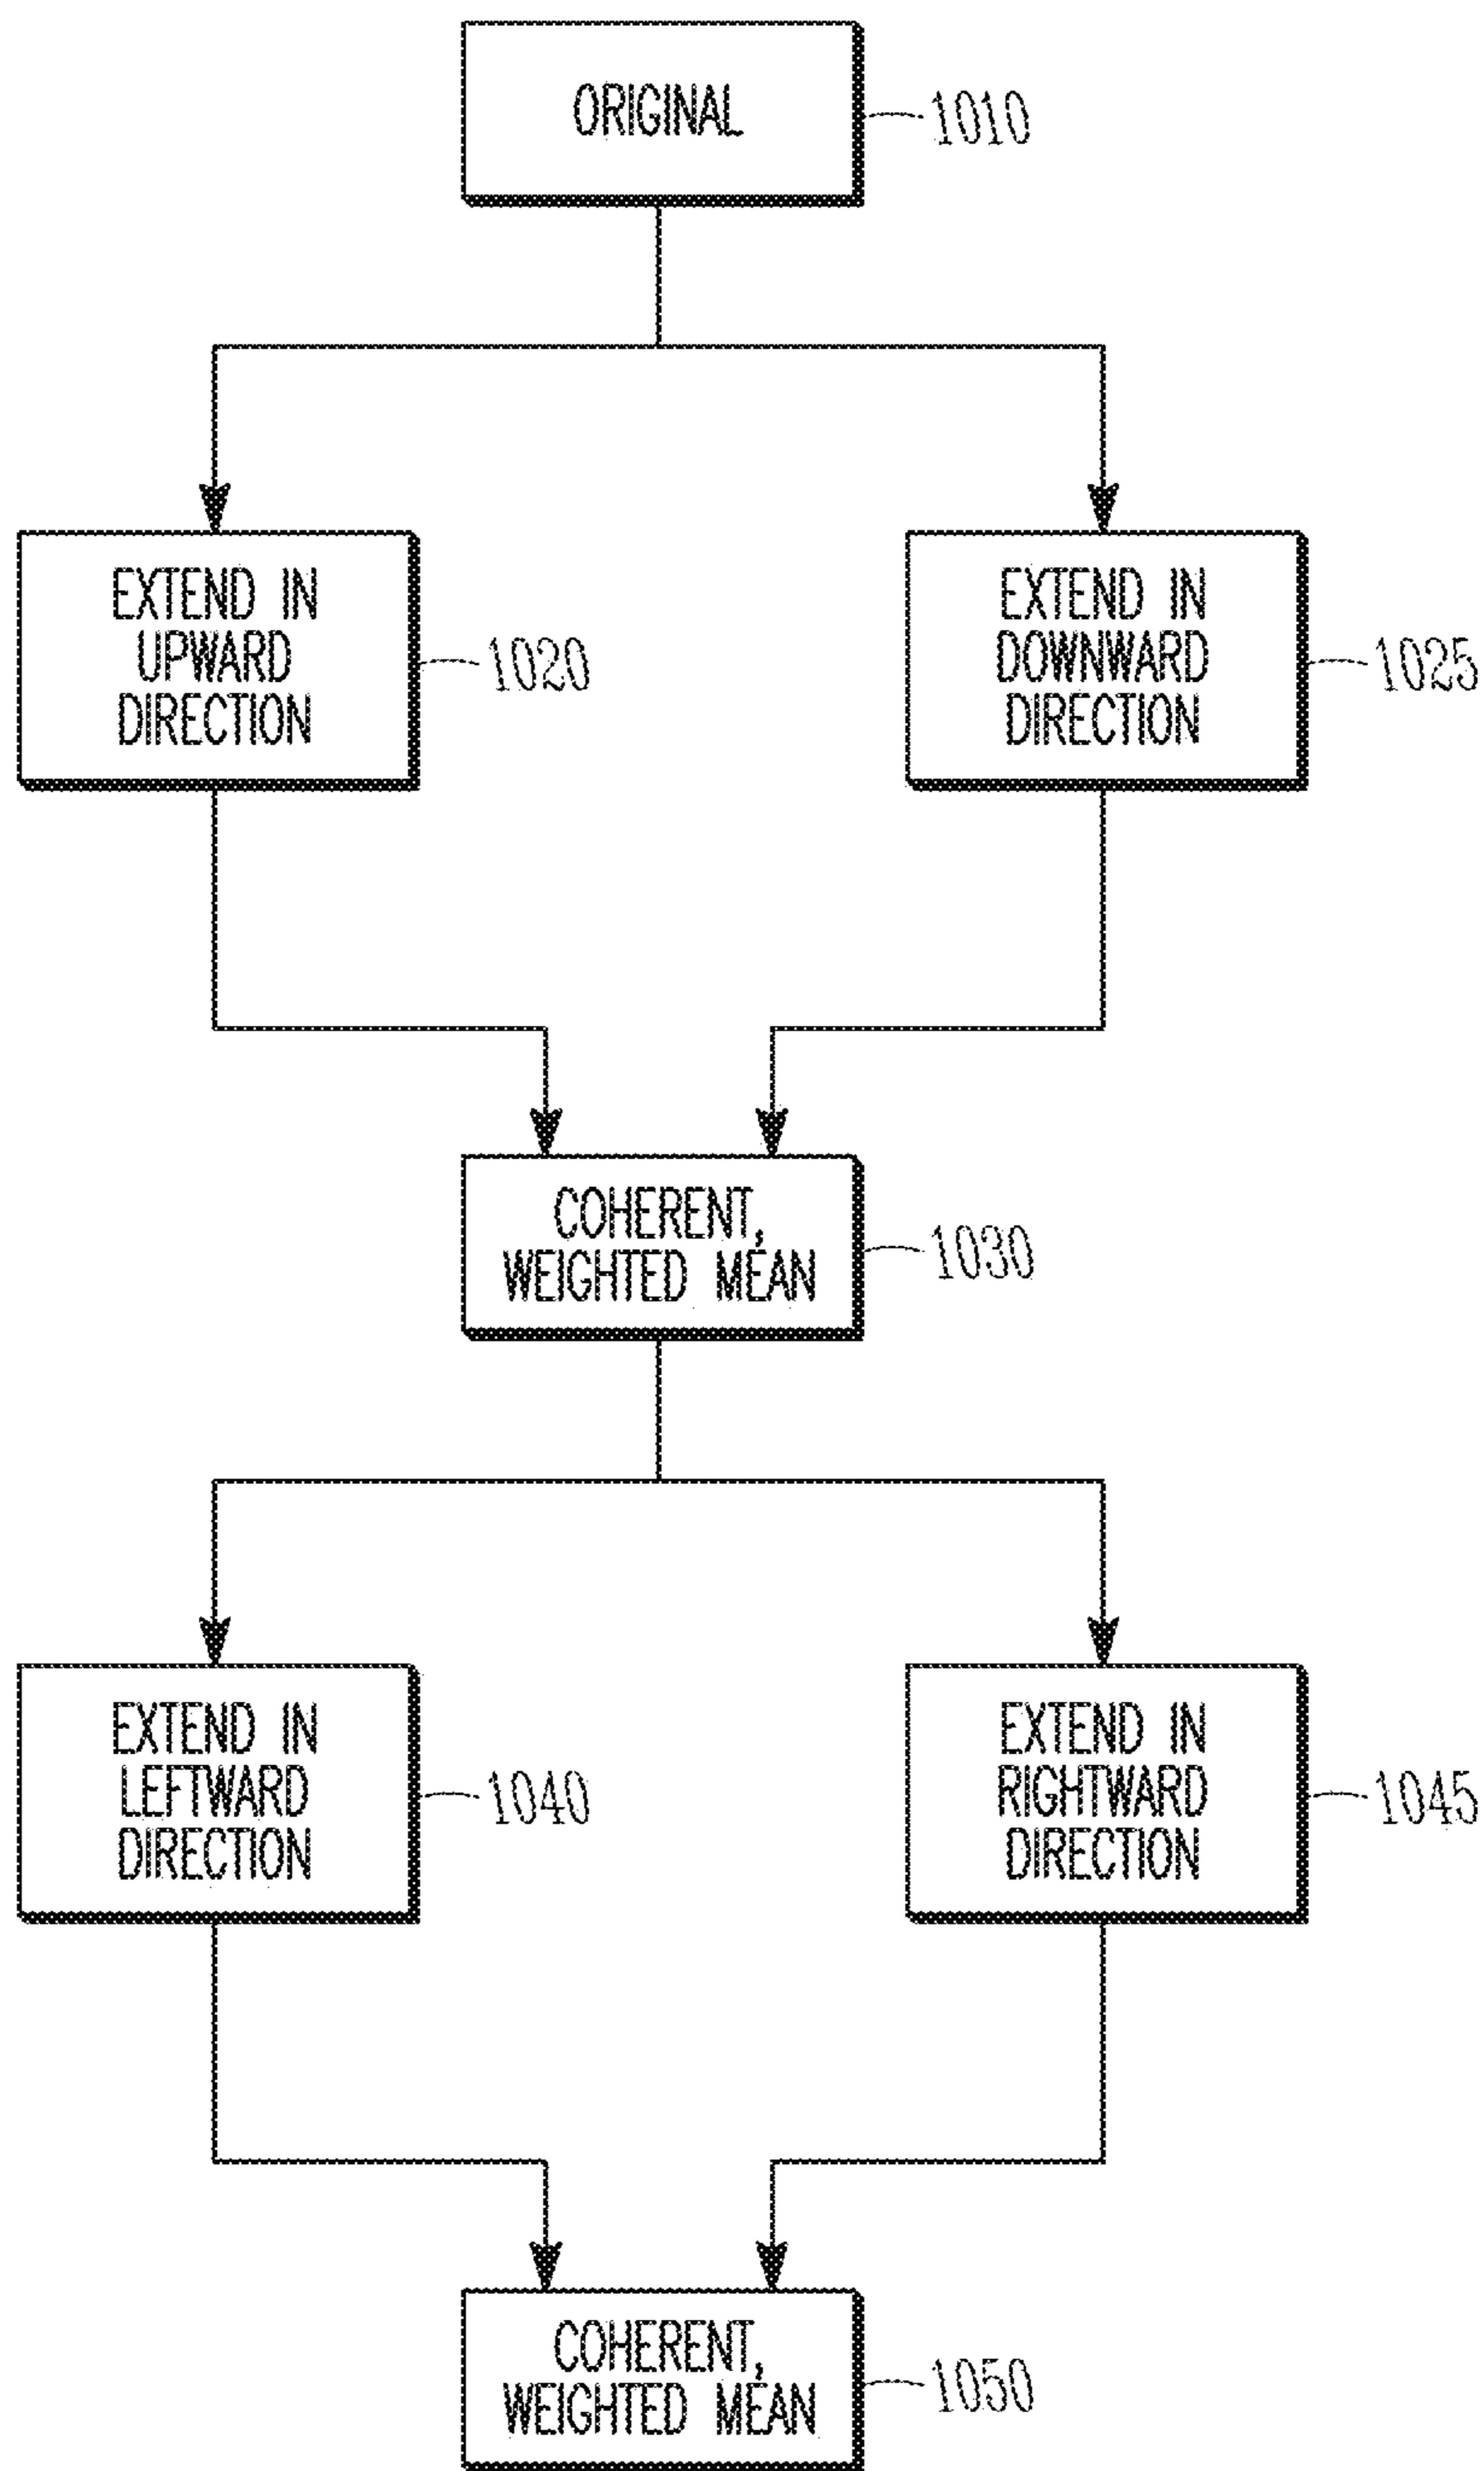 ORIGINAL
1010
EXTEND IN
UPWARD
DIRECTION
1020
EXTEND IN
DOWNWARD
DIRECTION
1025
COHERENT,
WEIGHTED MEAN
1030
EXTEND IN
LEFTWARD
DIRECTION
1040
EXTEND IN
RIGHTWARD
DIRECTION
1045
COHERENT,
WEIGHTED MEAN
1050